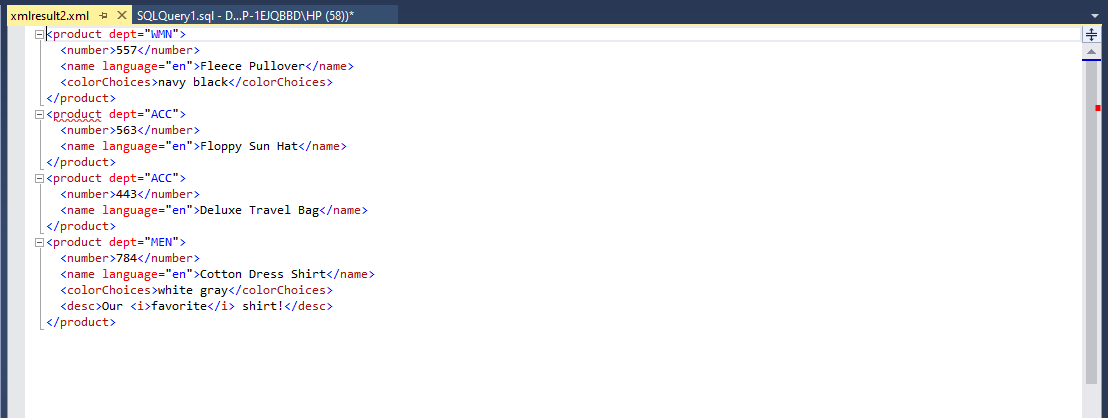 xmlresult2.xml
SQLQuery1.sql - D...P-1EJQBBD\HP (58))*
<product dept="WMN">
<number>557</number>
<name language="en">Fleece Pullover</name>
<colorChoices>navy black</colorChoices>
</product>
<product dept="ACC">
<number>563</number>
<name language="en">Floppy Sun Hat</name>
</product>
<product dept="ACC">
<number>443</number>
<name language="en">Deluxe Travel Bag</name>
</product>
<product dept="MEN">
<number>784</number>
<name language="en">Cotton Dress Shirt</name>
<colorChoices>white gray</colorChoices>
<desc>Our <i>favorite</i> shirt!</desc>
</product>